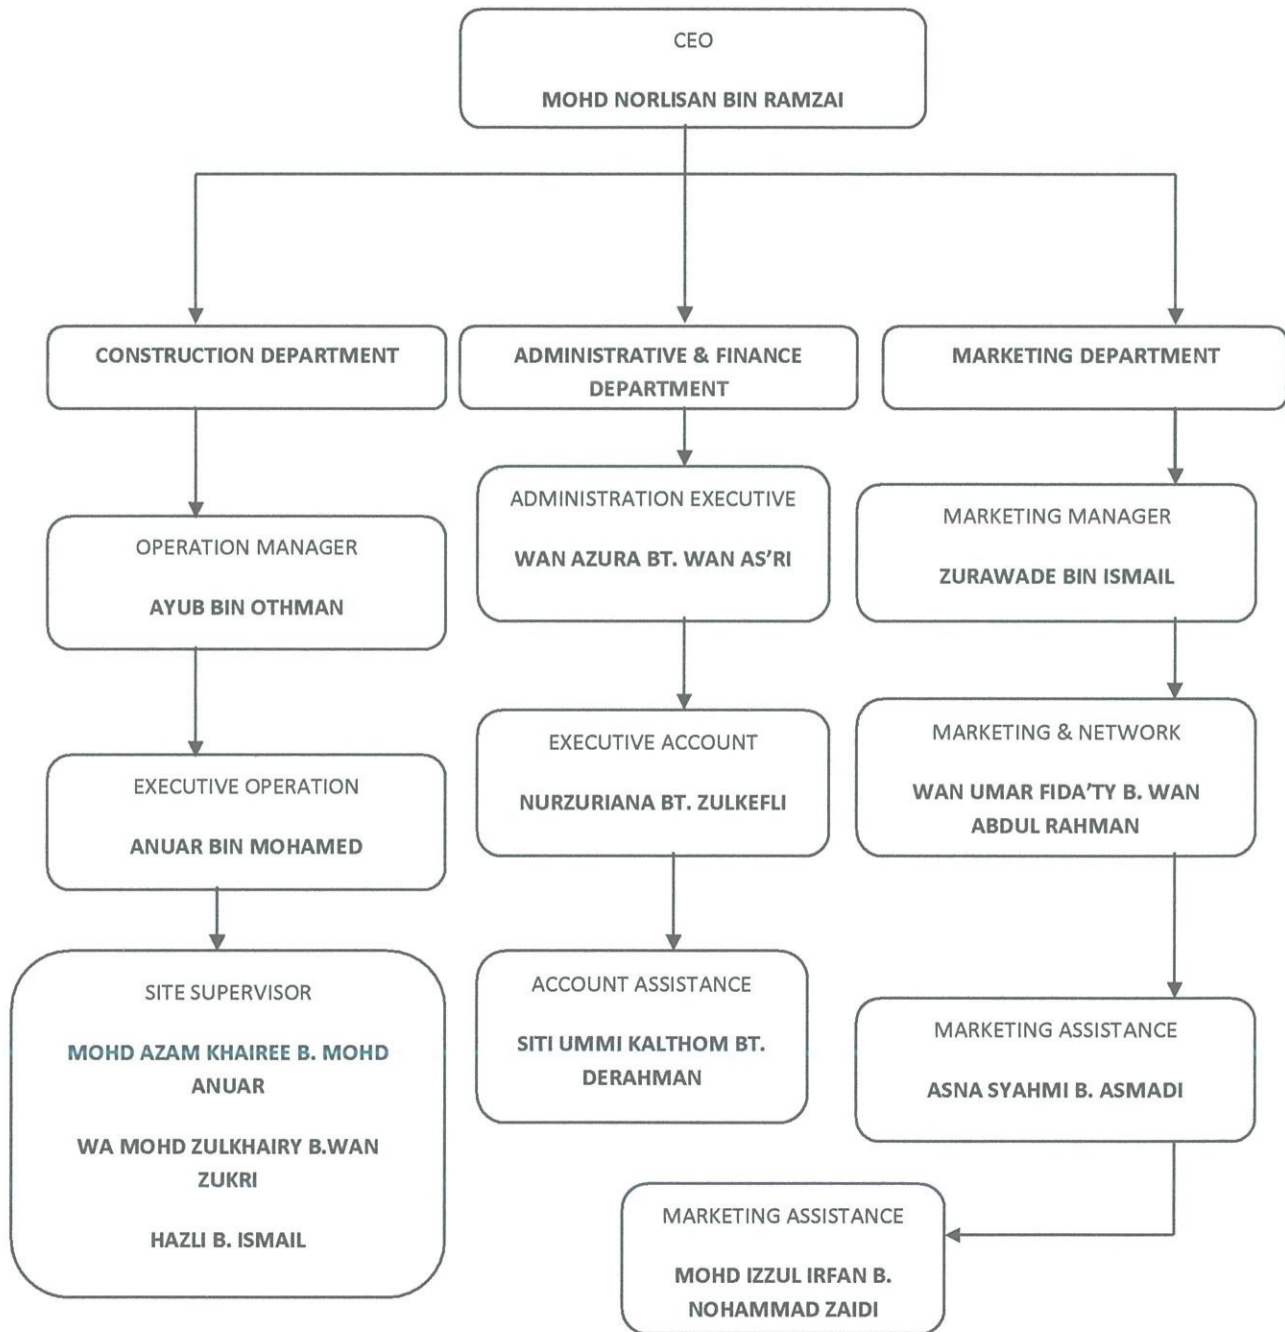 CEO
MOHD NORLISAN BIN RAMZAI
CONSTRUCTION DEPARTMENT
ADMINISTRATIVE & FINANCE
DEPARTMENT
MARKETING DEPARTMENT
OPERATION MANAGER
AYUB BIN OTHMAN
ADMINISTRATION EXECUTIVE
WAN AZURA BT. WAN AS’RI
MARKETING MANAGER
ZURAWADE BIN ISMAIL
EXECUTIVE OPERATION
ANUAR BIN MOHAMED
EXECUTIVE ACCOUNT
NURZURIANA BT. ZULKEFLI
MARKETING & NETWORK
WAN UMAR FIDA’TY B. WAN
ABDUL RAHMAN
SITE SUPERVISOR
MOHD AZAM KHAIREE B. MOHD
ANUAR
WA MOHD ZULKHAIRY B.WAN
ZUKRI
HAZLI B. ISMAIL
ACCOUNT ASSISTANCE
SITI UMMI KALTHOM BT.
DERAHMAN
MARKETING ASSISTANCE
ASNA SYAHMI B. ASMADI
MARKETING ASSISTANCE
MOHD IZZUL IRFAN B.
NOHAMMAD ZAIDI